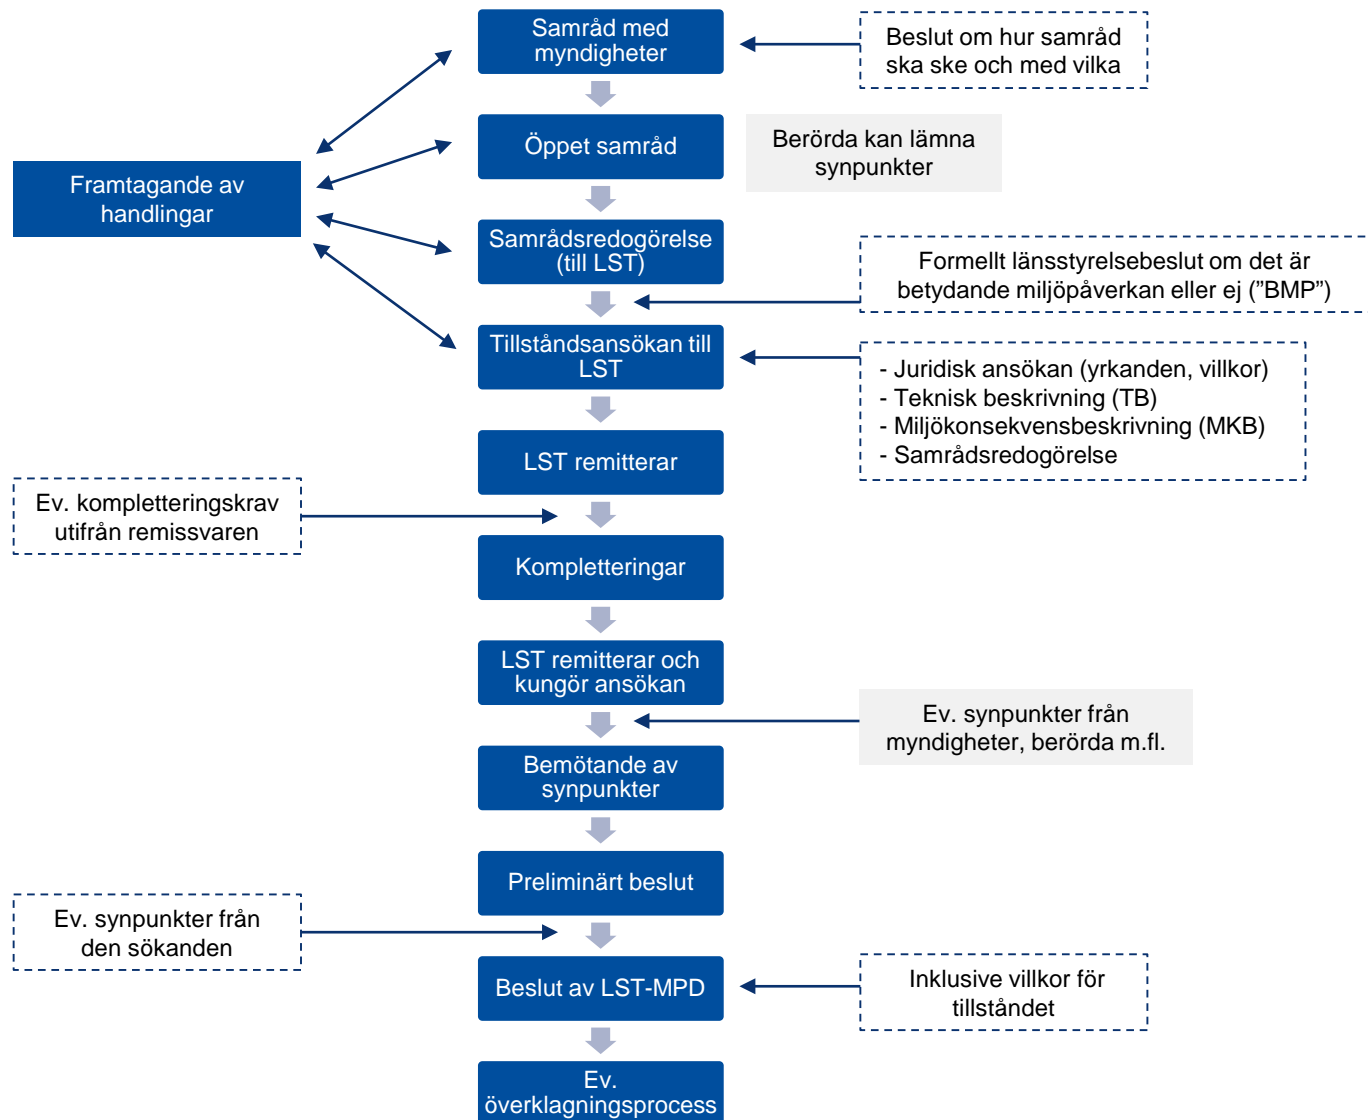 Samråd med
myndigheter
Beslut om hur samråd
ska ske och med vilka
Öppet samråd
Berörda kan lämna
synpunkter
Framtagande av
handlingar
Samrådsredogörelse
(till LST)
Formellt länsstyrelsebeslut om det är
betydande miljöpåverkan eller ej (”BMP”)
Tillståndsansökan till
LST
- Juridisk ansökan (yrkanden, villkor)
- Teknisk beskrivning (TB)
- Miljökonsekvensbeskrivning (MKB)
- Samrådsredogörelse
LST remitterar
Ev. kompletteringskrav
utifrån remissvaren
Kompletteringar
LST remitterar och
kungör ansökan
Ev. synpunkter från
myndigheter, berörda m.fl.
Bemötande av
synpunkter
Preliminärt beslut
Ev. synpunkter från
den sökanden
Beslut av LST-MPD
Inklusive villkor för
tillståndet
Ev.
överklagningsprocess